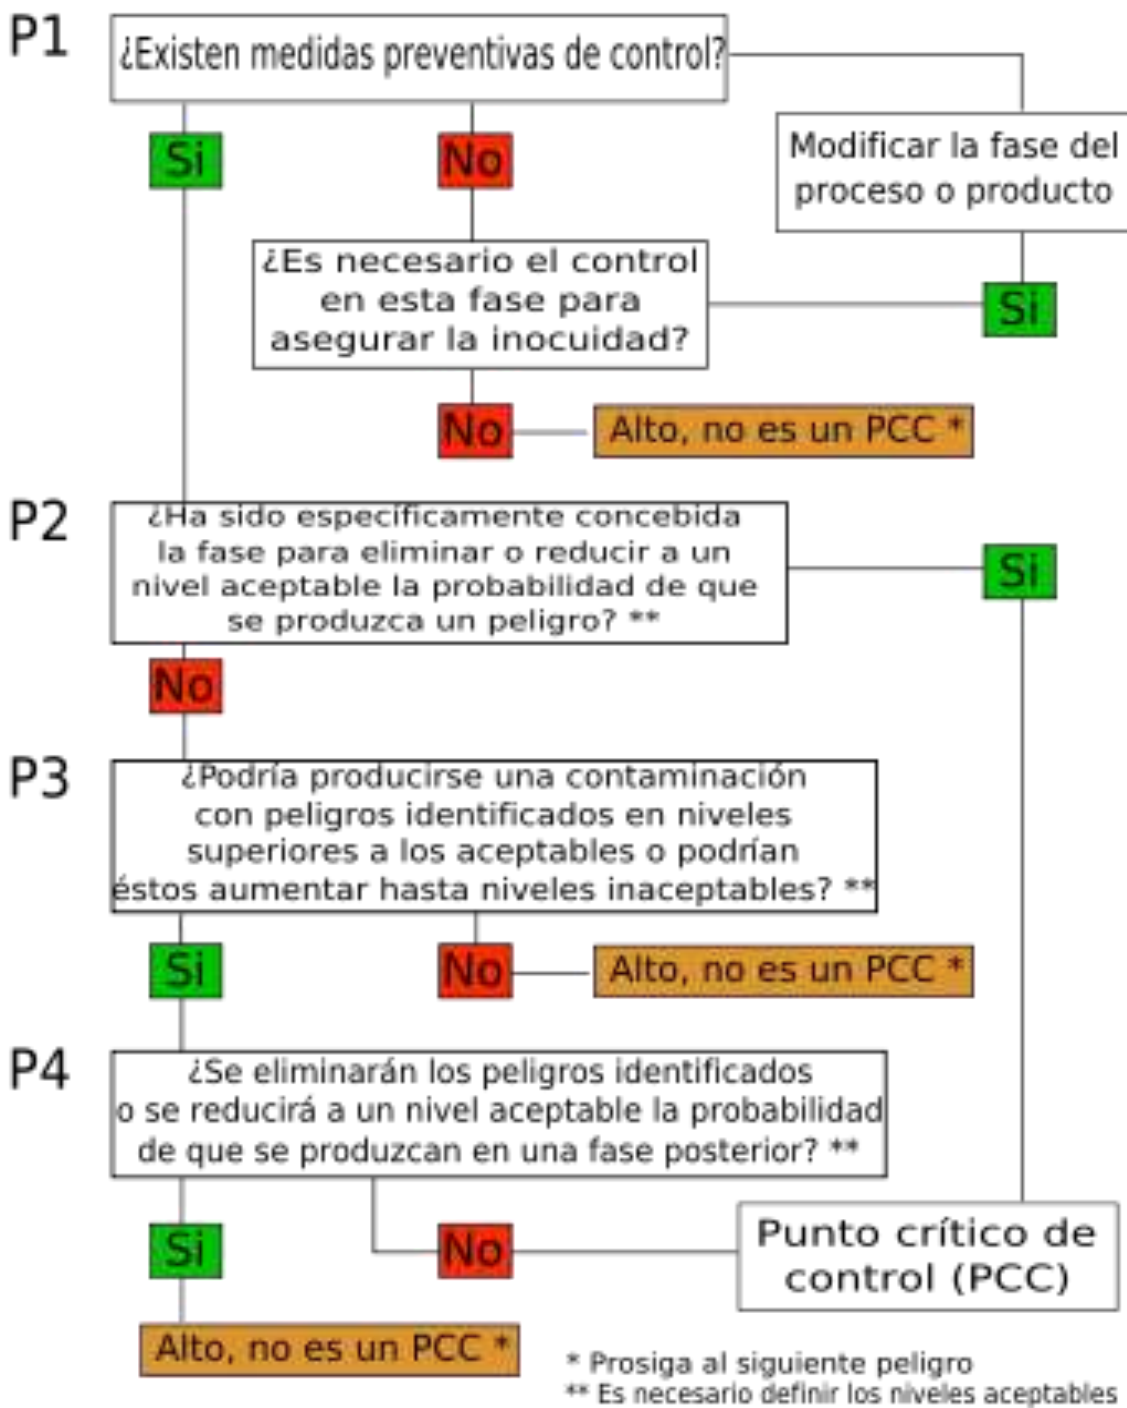 P1
¿Existen medidas preventivas de control?
Si
No
Modificar la fase del
proceso o producto
¿Es necesario el control
en esta fase para
asegurar la inocuidad?
Si
No
Alto, no es un PCC *
P2
¿Ha sido específicamente concebida
la fase para eliminar o reducir a un
nivel aceptable la probabilidad de que
se produzca un peligro? **
Si
No
P3
¿Podría producirse una contaminación
con peligros identificados en niveles
superiores a los aceptables o podrían
éstos aumentar hasta niveles inaceptables? **
Si
No
Alto, no es un PCC *
P4
¿Se eliminarán los peligros identificados
o se reducirá a un nivel aceptable la probabilidad
de que se produzcan en una fase posterior? **
Si
No
Punto crítico de
control (PCC)
Alto, no es un PCC *
* Prosiga al siguiente peligro
** Es necesario definir los niveles aceptables